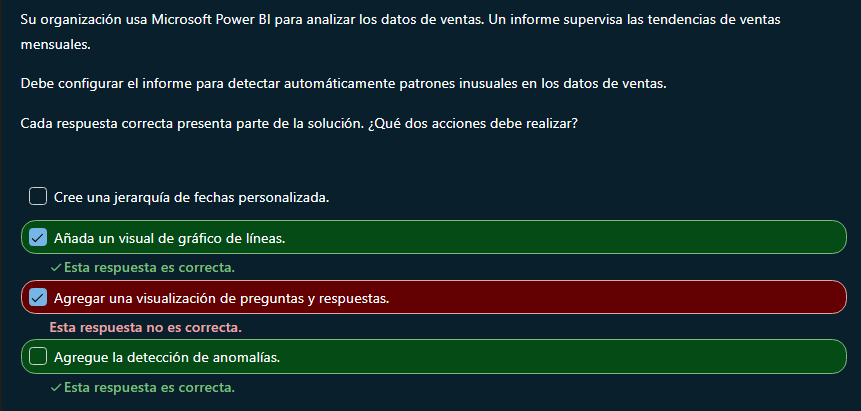 Su organización usa Microsoft Power BI para analizar los datos de ventas. Un informe supervisa las tendencias de ventas
mensuales.
Debe configurar el informe para detectar automáticamente patrones inusuales en los datos de ventas.
Cada respuesta correcta presenta parte de la solución. ¿Qué dos acciones debe realizar?
Cree una jerarquía de fechas personalizada.
Añada un visual de gráfico de líneas.
Esta respuesta es correcta.
Agregar una visualización de preguntas y respuestas.
Esta respuesta no es correcta.
Agregue la detección de anomalías.
Esta respuesta es correcta.